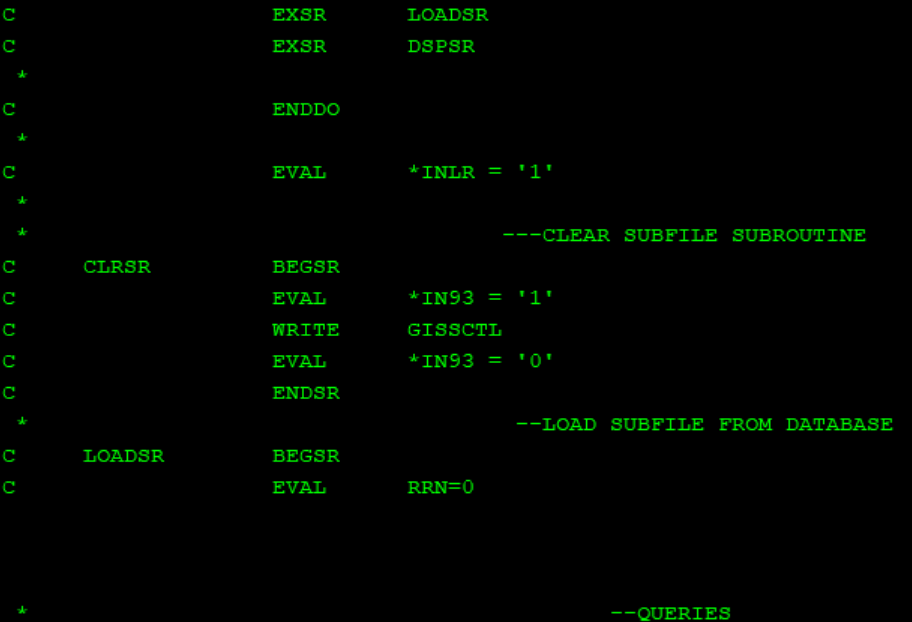 C EXSR LOADSR
C EXSR DSPSR
*
C ENDDO
*
C EVAL *INLR = '1'
*
* ---CLEAR SUBFILE SUBROUTINE
C CLRSR BEGSR
C EVAL *IN93 = '1'
C WRITE GISSCTL
C EVAL *IN93 = '0'
C ENDSR
* --LOAD SUBFILE FROM DATABASE
C LOADSR BEGSR
C EVAL RRN=0
* --QUERIES